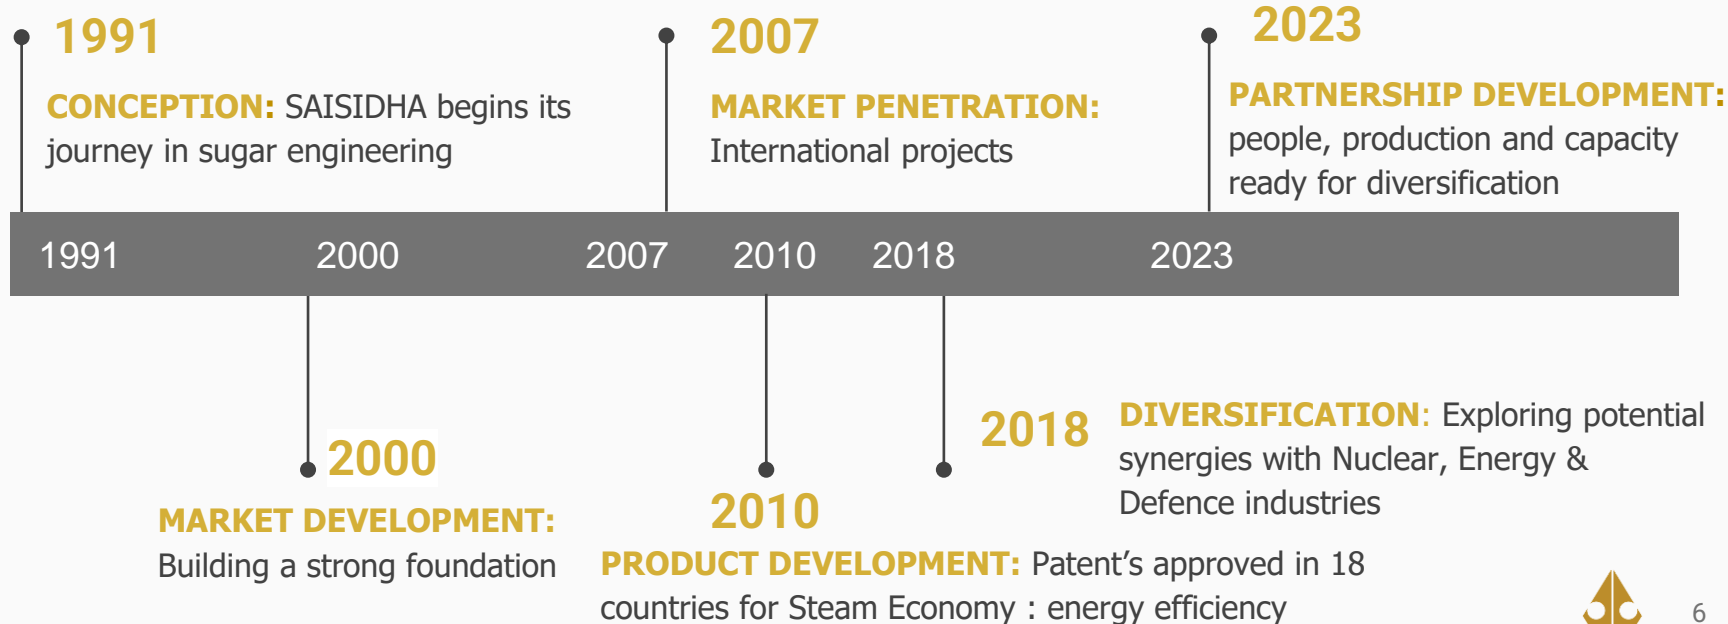 1991
CONCEPTION: SAISIDHA begins its
journey in sugar engineering
2007
MARKET PENETRATION:
International projects
2023
PARTNERSHIP DEVELOPMENT:
people, production and capacity
ready for diversification
1991 2000 2007 2010 2018 2023
2000
MARKET DEVELOPMENT:
Building a strong foundation
2010
PRODUCT DEVELOPMENT: Patent's approved in 18
countries for Steam Economy : energy efficiency
2018
DIVERSIFICATION: Exploring potential
synergies with Nuclear, Energy &
Defence industries
6